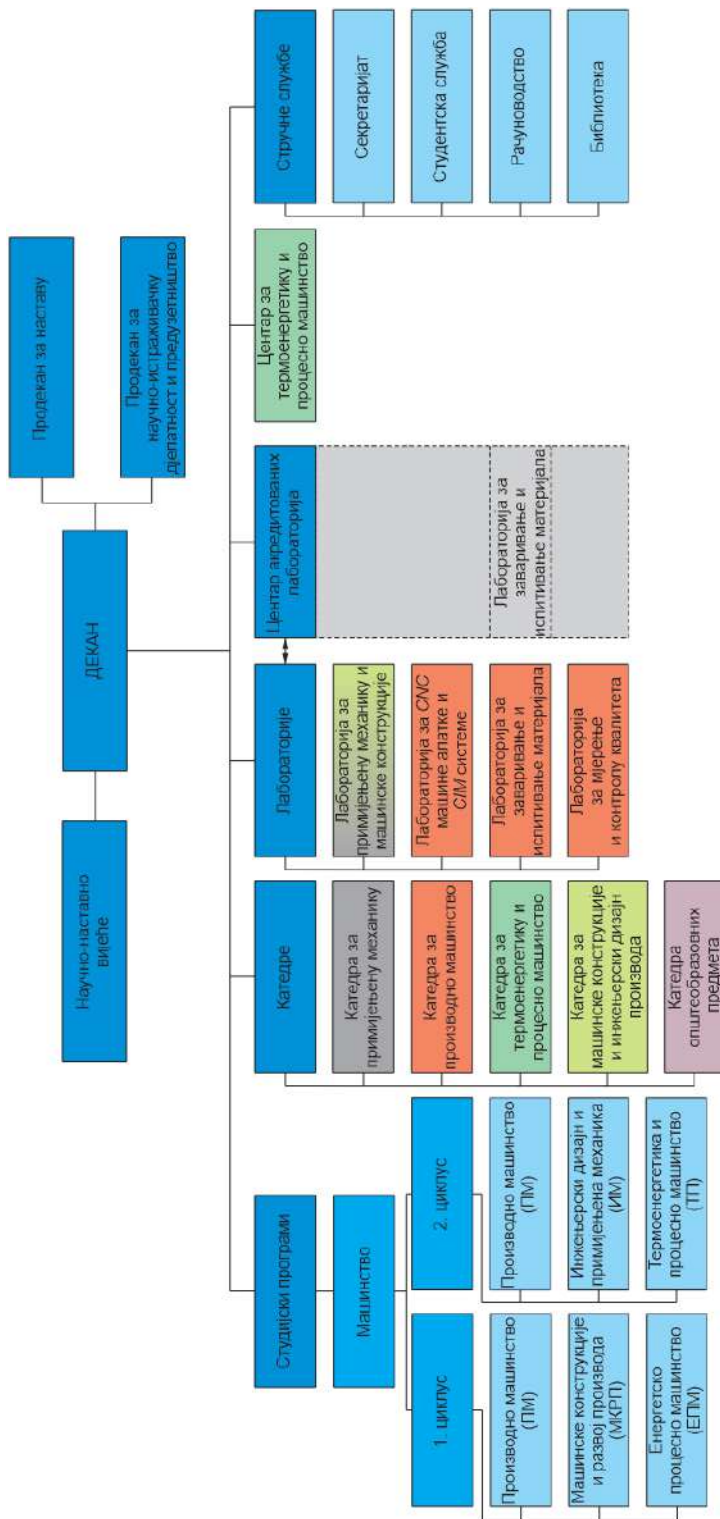 Продекан за наставу
Продекан за
научно-истраживачку
дјелатност и предузетништво
ДЕКАН
Научно-наставно
вијеће
Студијски програми
Машинство
1. циклус
Производно машинство
(ПМ)
Машинске конструкције
и развој производа
(МКРП)
Енергетско
процесно машинство
(ЕПМ)
2. циклус
Производно машинство
(ПМ)
Инжењерски дизајн и
примијењена механика
(ИМ)
Термоенергетика и
процесно машинство
(ТП)
Катедре
Катедра за
примијењену механику
Катедра за
производно машинство
Катедра за
термоенергетику и
процесно машинство
Катедра за
машинске конструкције
и инжењерски дизајн
производа
Катедра
општеобразовних
предмета
Лабораторије
Лабораторија за
примијењену механику и
машинске конструкције
Лабораторија за CNC
машине алатке и
CIM системе
Лабораторија за
заваривање и
испитивање материјала
Лабораторија
за мјерење
и контролу квалитета
Центар акредитованих
лабораторија
Лабораторија за
заваривање и
испитивање материјала
Центар за
термоенергетику и
процесно машинство
Стручне службе
Секретаријат
Студентска служба
Рачуноводство
Библиотека